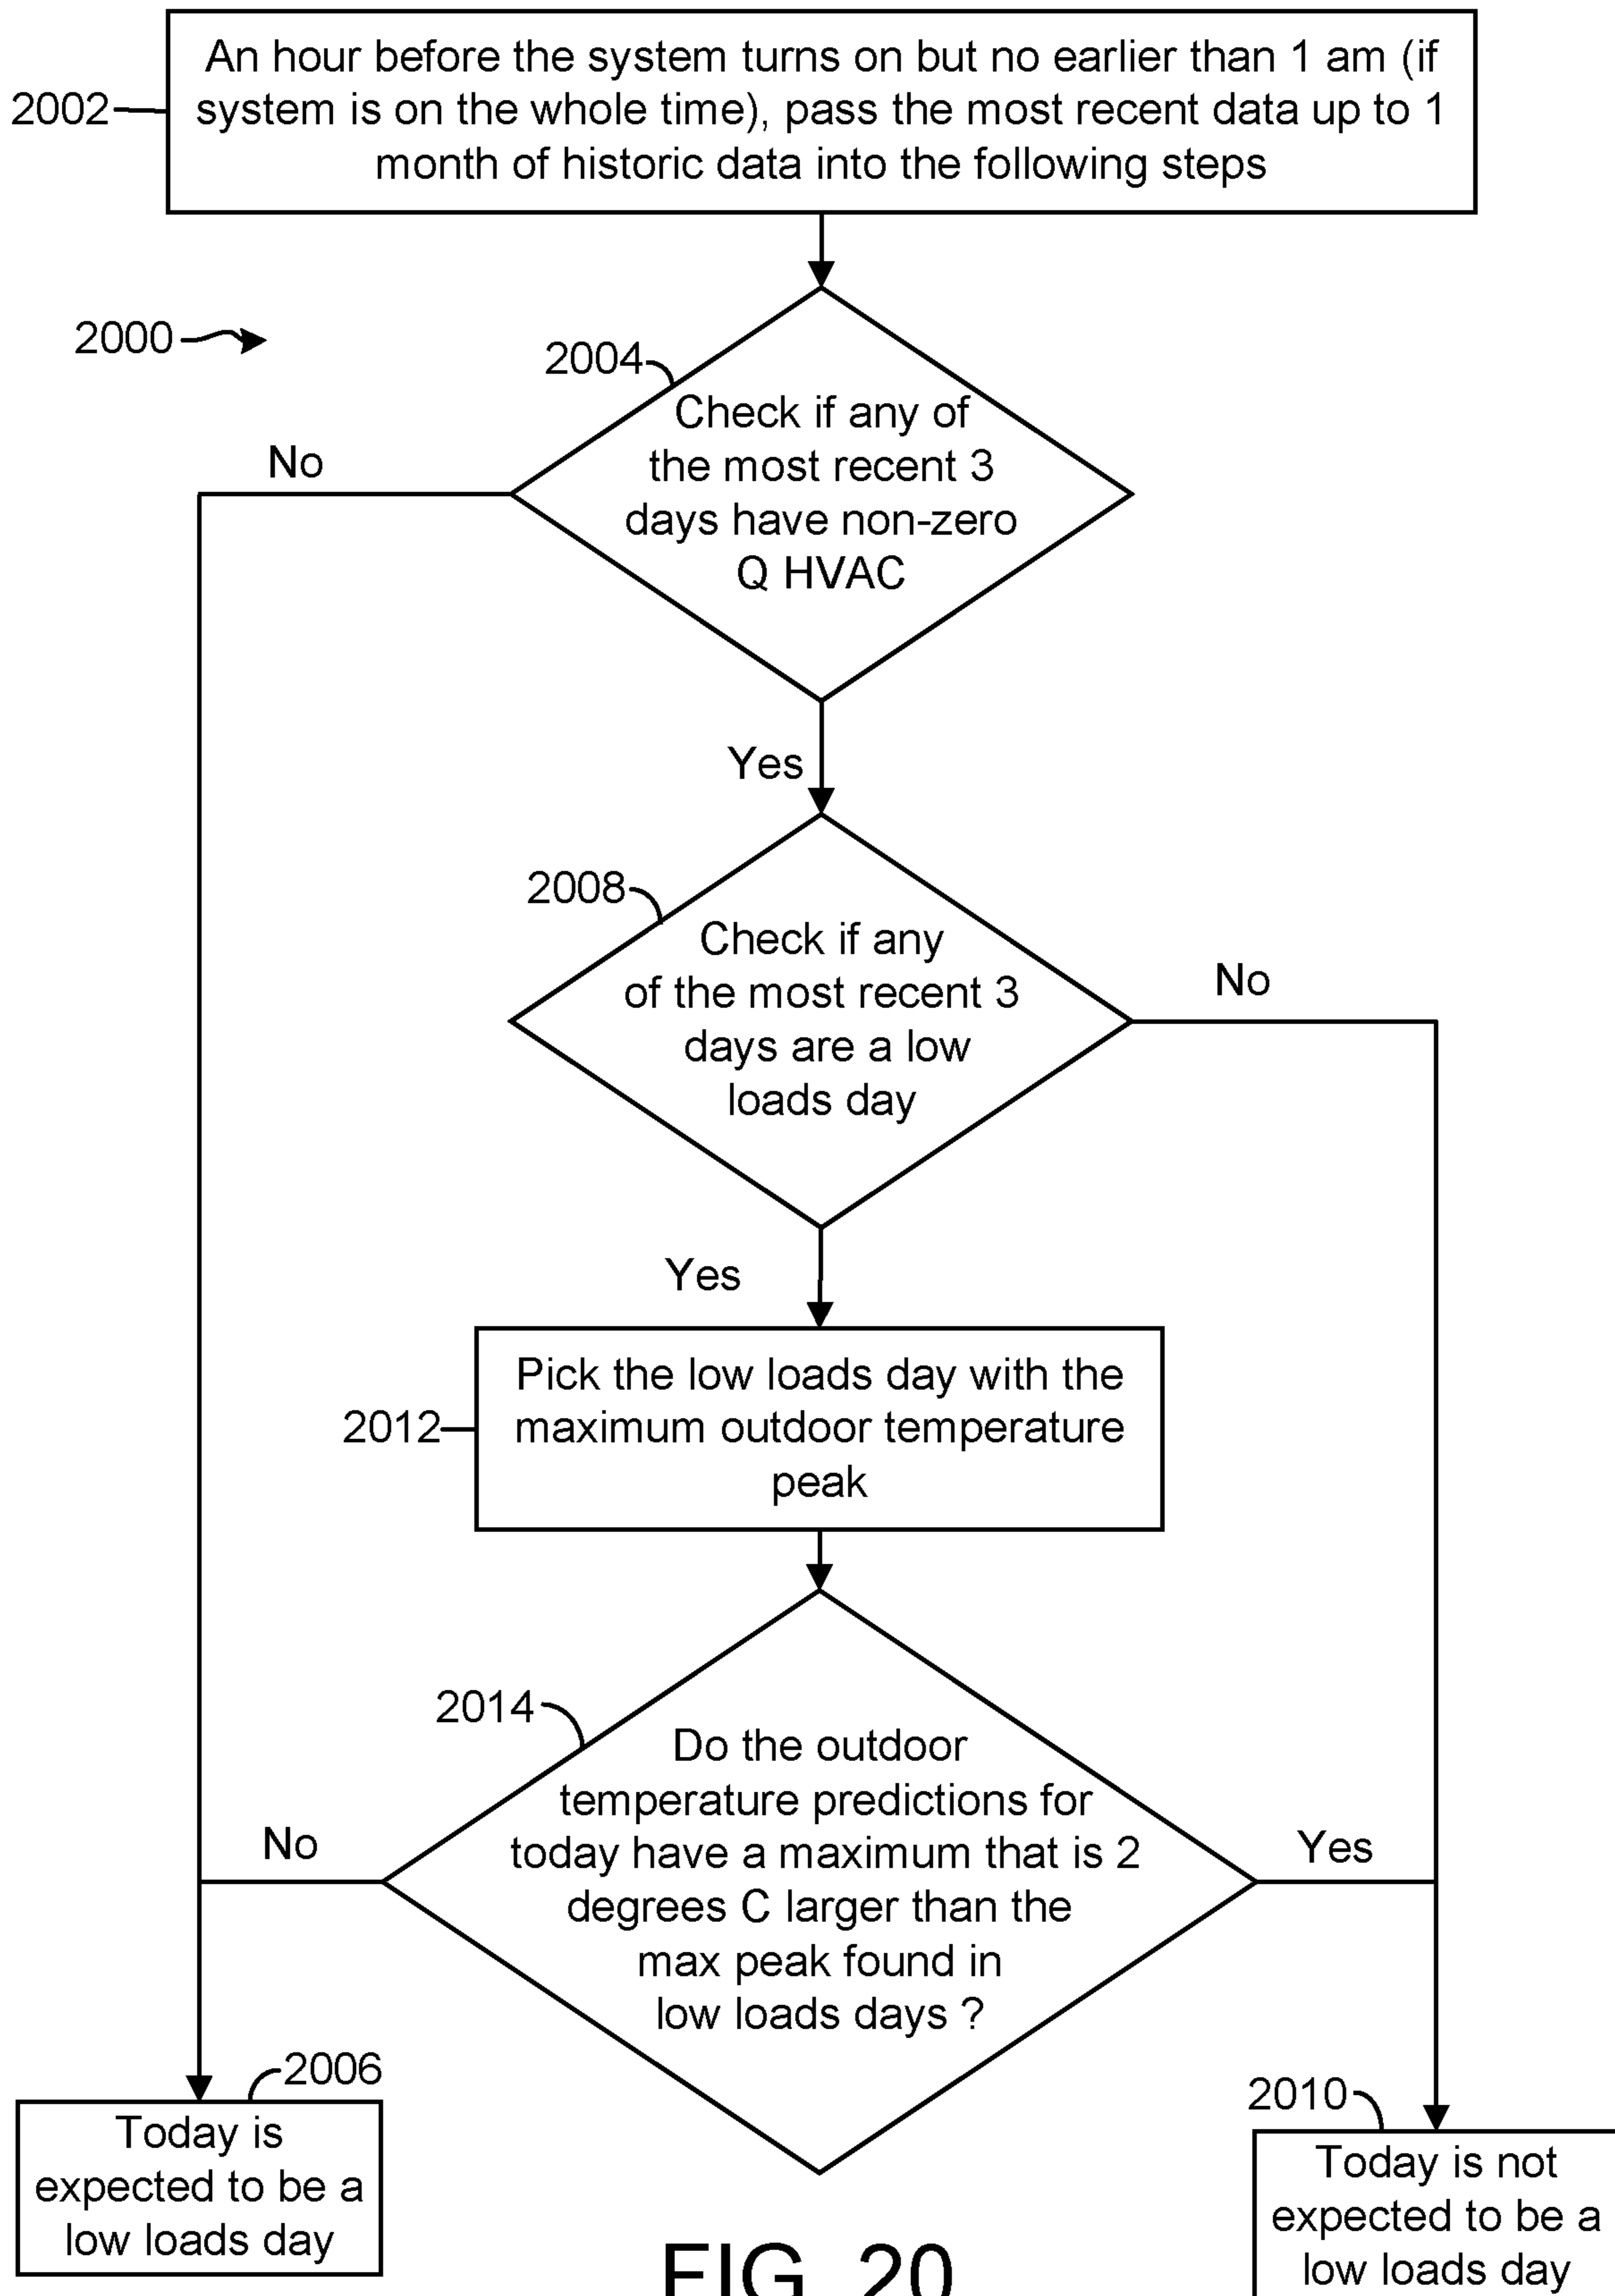 An hour before the system turns on but no earlier than 1 am (if
2002
system is on the whole time), pass the most recent data up to 1
month of historic data into the following steps
2000
2004
Check if any of
No
the most recent 3
days have non-zero
Q HVAC
Yes
2008
Check if any
No
of the most recent 3
days are a low
loads day
Yes
Pick the low loads day with the
2012
maximum outdoor temperature
peak
2014
Do the outdoor
temperature predictions for
No
today have a maximum that is 2
Yes
degrees C larger than the
max peak found in
low loads days ?
2006
Today is
expected to be a
low loads day
2010
Today is not
expected to be a
low loads day
FIG. 20